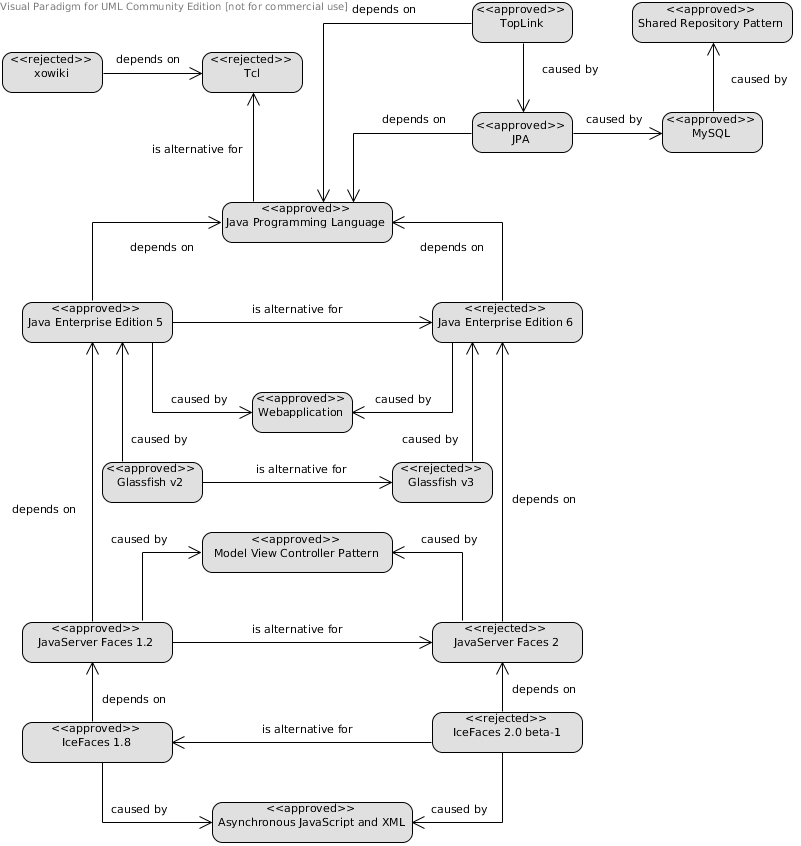 Visual Paradigm for UML Community Edition [not for commercial use]
depends on
<<approved>>
TopLink
<<approved>>
Shared Repository Pattern
<<rejected>>
xowiki
depends on
<<rejected>>
Tcl
caused by
caused by
is alternative for
depends on
<<approved>>
JPA
caused by
<<approved>>
MySQL
<<approved>>
Java Programming Language
depends on
depends on
<<approved>>
Java Enterprise Edition 5
is alternative for
<<rejected>>
Java Enterprise Edition 6
caused by
<<approved>>
Webapplication
caused by
caused by
caused by
<<approved>>
Glassfish v2
is alternative for
<<rejected>>
Glassfish v3
depends on
depends on
caused by
<<approved>>
Model View Controller Pattern
caused by
<<approved>>
JavaServer Faces 1.2
is alternative for
<<rejected>>
JavaServer Faces 2
depends on
depends on
<<approved>>
IceFaces 1.8
is alternative for
<<rejected>>
IceFaces 2.0 beta-1
caused by
<<approved>>
Asynchronous JavaScript and XML
caused by